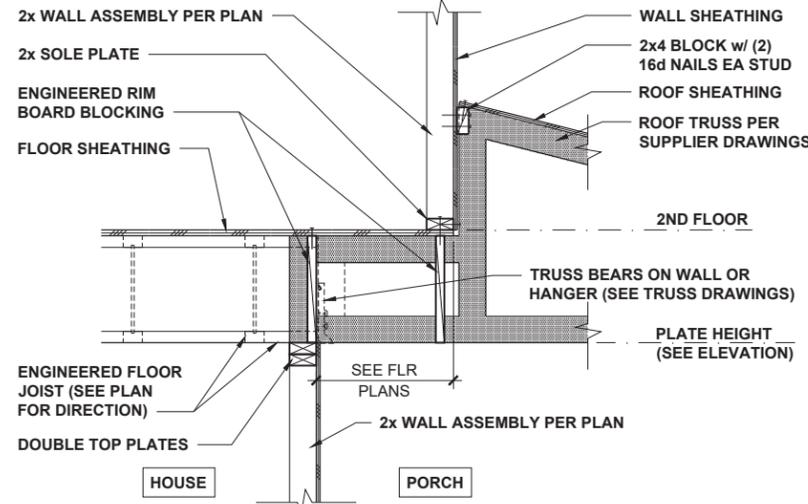 2x WALL ASSEMBLY PER PLAN
2x SOLE PLATE
ENGINEERED RIM
BOARD BLOCKING
FLOOR SHEATHING
WALL SHEATHING
2x4 BLOCK w/ (2)
16d NAILS EA STUD
ROOF SHEATHING
ROOF TRUSS PER
SUPPLIER DRAWINGS
2ND FLOOR
TRUSS BEARS ON WALL OR
HANGER (SEE TRUSS DRAWINGS)
PLATE HEIGHT
(SEE ELEVATION)
ENGINEERED FLOOR
JOIST (SEE PLAN
FOR DIRECTION)
DOUBLE TOP PLATES
SEE FLR
PLANS
2x WALL ASSEMBLY PER PLAN
HOUSE
PORCH